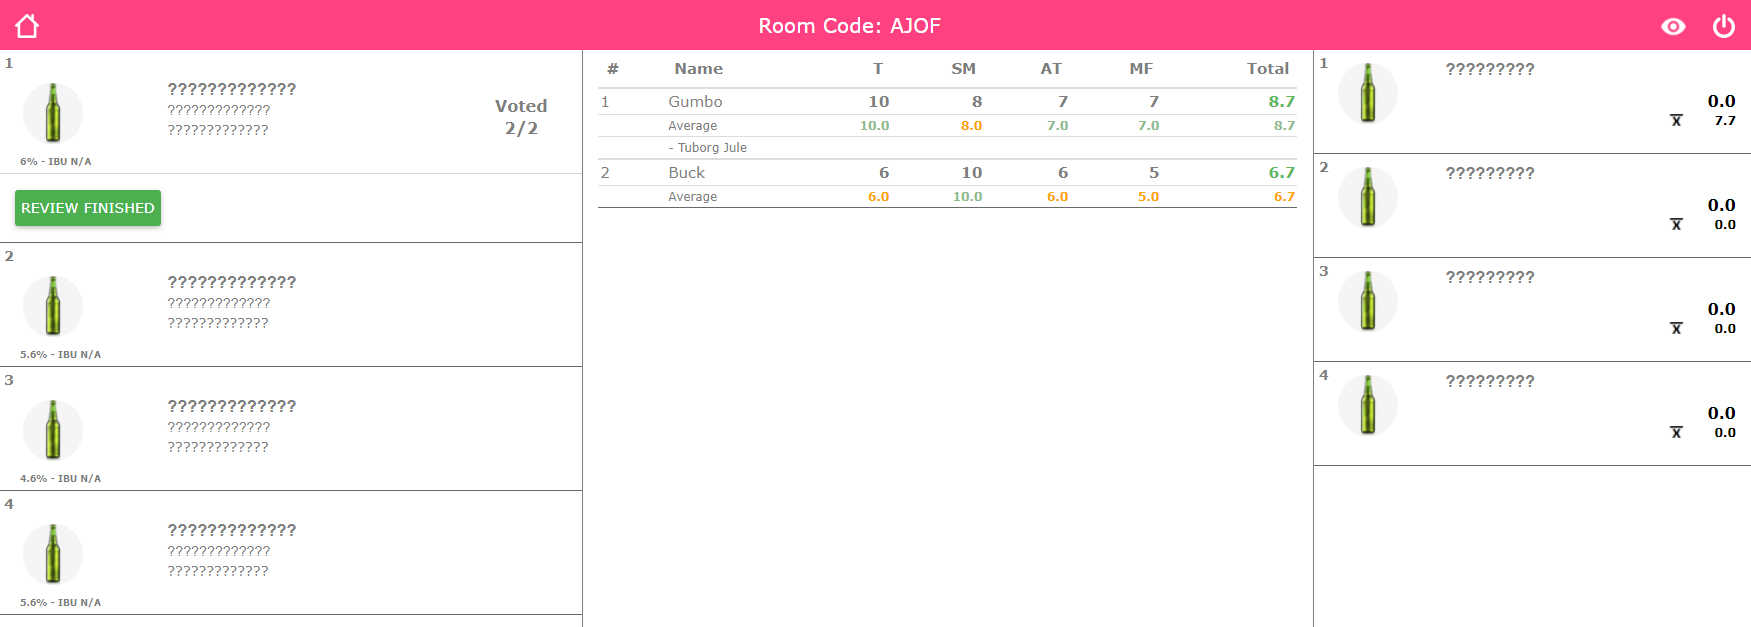 Room Code: AJOF
1
?????????????
?????????????
?????????????
Voted
2/2
6% - IBU N/A
REVIEW FINISHED
2
?????????????
?????????????
?????????????
5.6% - IBU N/A
3
?????????????
?????????????
?????????????
4.6% - IBU N/A
4
?????????????
?????????????
?????????????
5.6% - IBU N/A
# Name T SM AT MF Total
1 Gumbo 10 8 7 7 8.7
Average 10.0 8.0 7.0 7.0 8.7
- Tuborg Jule
2 Buck 6 10 6 5 6.7
Average 6.0 10.0 6.0 5.0 6.7
1 ?????????
0.0
x̅ 7.7
2 ?????????
0.0
x̅ 0.0
3 ?????????
0.0
x̅ 0.0
4 ?????????
0.0
x̅ 0.0